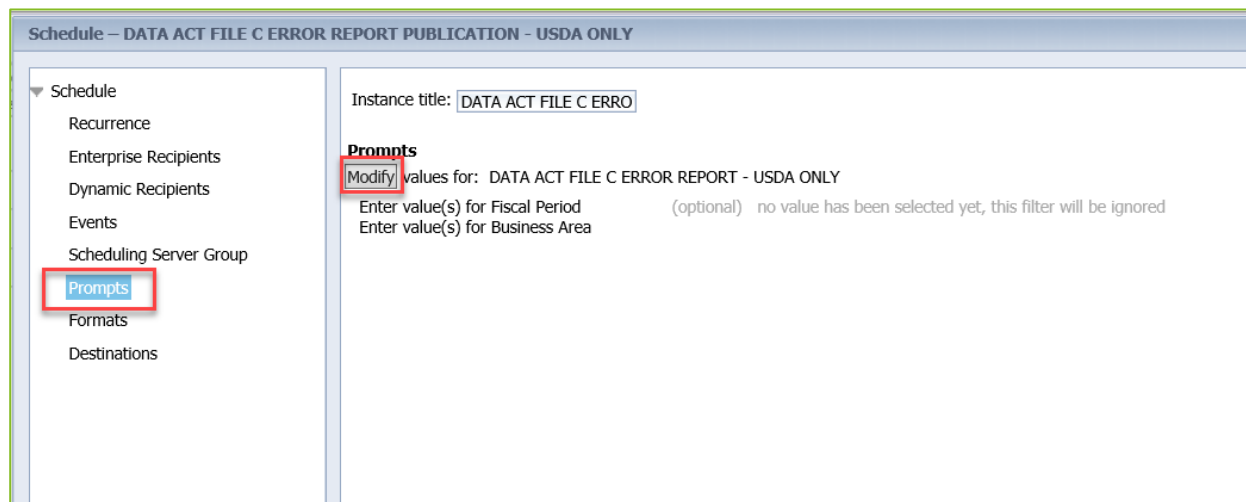 Schedule – DATA ACT FILE C ERROR REPORT PUBLICATION - USDA ONLY
Schedule
Recurrence
Enterprise Recipients
Dynamic Recipients
Events
Scheduling Server Group
Prompts
Formats
Destinations
Instance title: DATA ACT FILE C ERRO
Prompts
Modify values for: DATA ACT FILE C ERROR REPORT - USDA ONLY
Enter value(s) for Fiscal Period (optional) no value has been selected yet, this filter will be ignored
Enter value(s) for Business Area